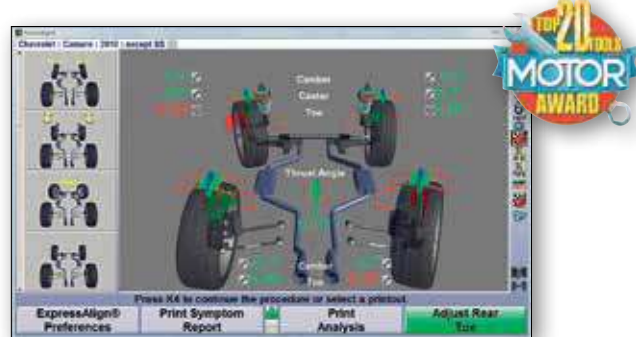 TOP 20 TOOLS
MOTOR
AWARD
Chevrolet : Camaro : 2010 : except SS
Camber
Caster
Toe
Thrust Angle
Camber
Toe
Press K4 to continue the procedure or select a printout.
ExpressAlign®
Preferences
Print Symptom
Report
Print
Analysis
Adjust Rear
Toe